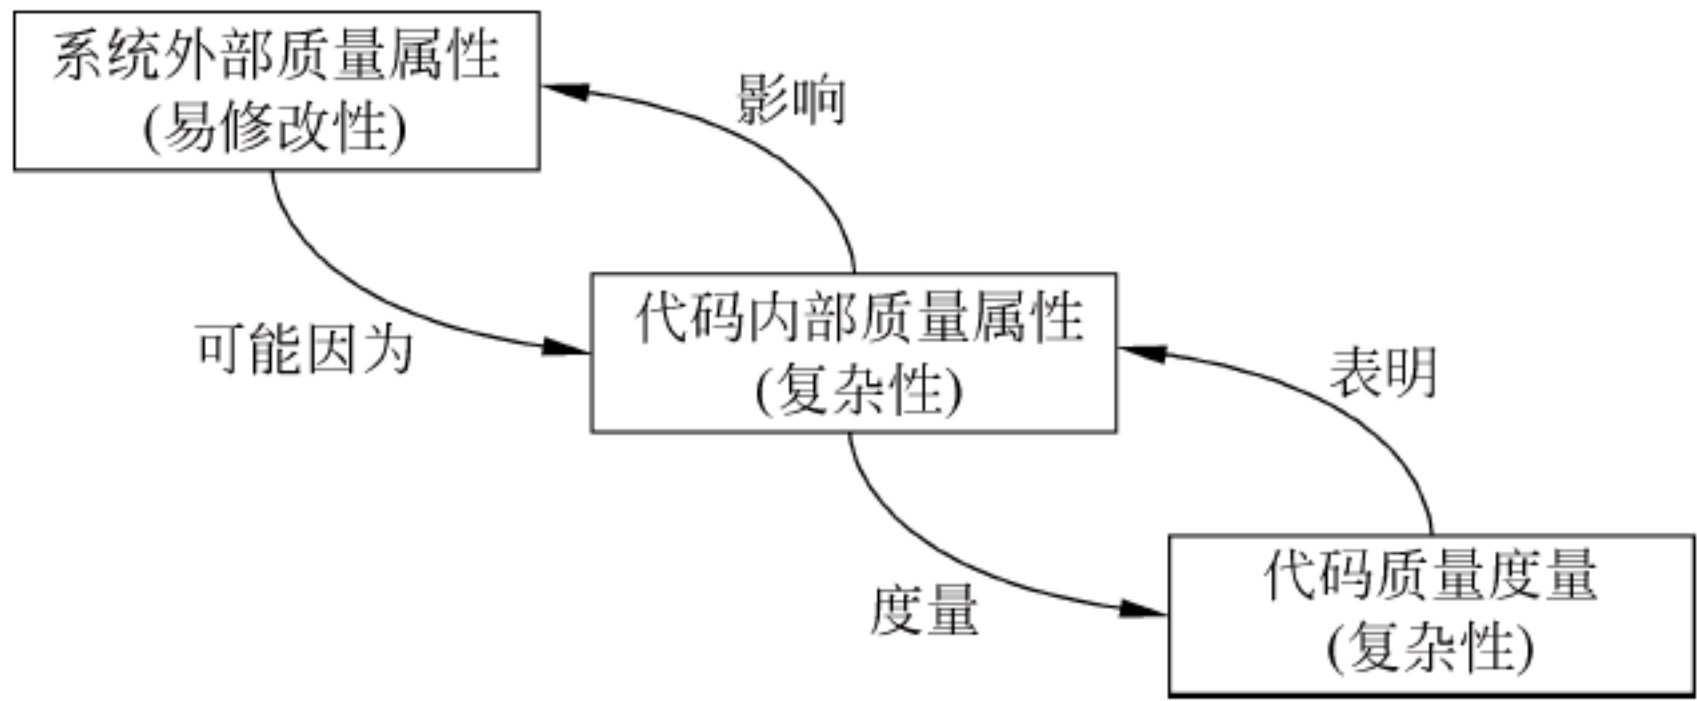 系统外部质量属性
(易修改性)
影响
可能因为
代码内部质量属性
(复杂性)
表明
度量
代码质量度量
(复杂性)